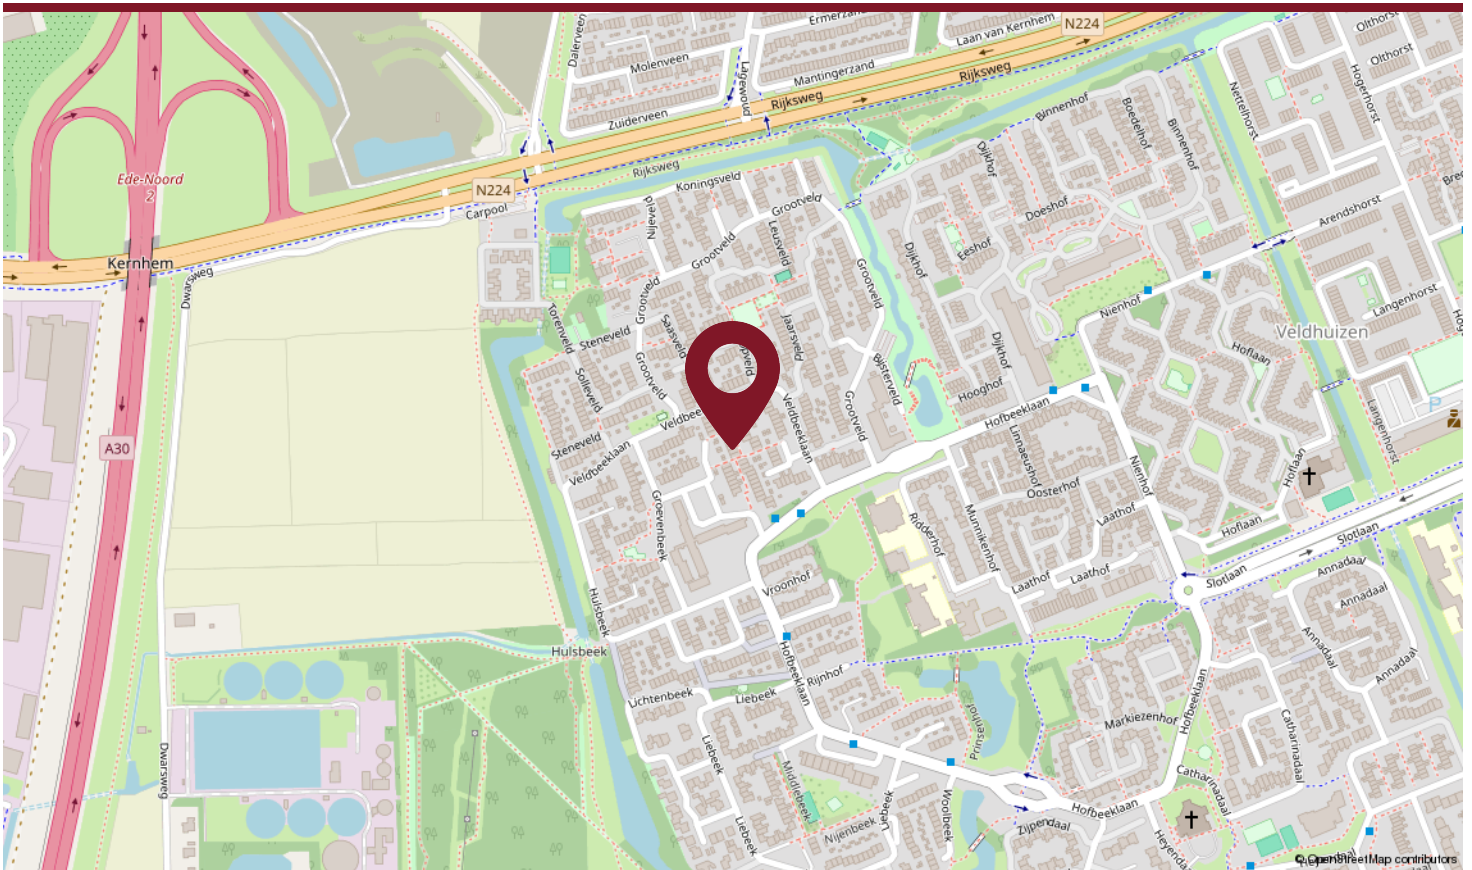 Ermerzand
Laan van Kernhem
N224
Olthorst
Olthorst
Dalerveen
Molenveen
Lagewoud
Mantingerzand
Rijksweg
Rijksweg
Zuiderveen
Nettelhorst
Hogerhorst
Binnenhof
Boedelhof
Binnenhof
Ede-Noord
2
Rijksweg
Koningsveld
N224
Carpool
Nijeveld
Grootveld
Dijkhof
Doeshof
Arendshorst
Kernhem
Dwarsweg
Leusveld
Grootveld
Grootveld
Dijkhof
Eeshof
Grootveld
Langenhorst
Nienhof
Torenveld
Steneveld
Saasveld
Jaarsveld
Veldhuizen
Hoflaan
Dijkhof
Grootveld
Solleveld
Bijsterveld
Hooghof
Hofbeeklaan
Grootveld
Veldbeeklaan
Linnaeushof
Langenhorst
P
Steneveld
Veldbeeklaan
A30
Nienhof
Hoflaan
Oosterhof
Groevenbeek
Ridderhof
Munnikenhof
Laathof
Hoflaan
Slotlaan
Vroonhof
Laathof
Laathof
Slotlaan
Annadaal
Annadaal
Hulsbeek
Hulsbeek
Annadaal
Annadaal
Hofbeeklaan
Rijnhof
Lichtenbeek
Liebeek
Prinsenhof
Markiezenhof
Hofbeeklaan
Catharinadaal
Liebeek
Dwarsweg
Middlebeek
Catharinadaal
Liebeek
Nijenbeek
Liebeek
Woolbeek
Zijpendaal
Hofbeeklaan
© OpenStreetMap contributors